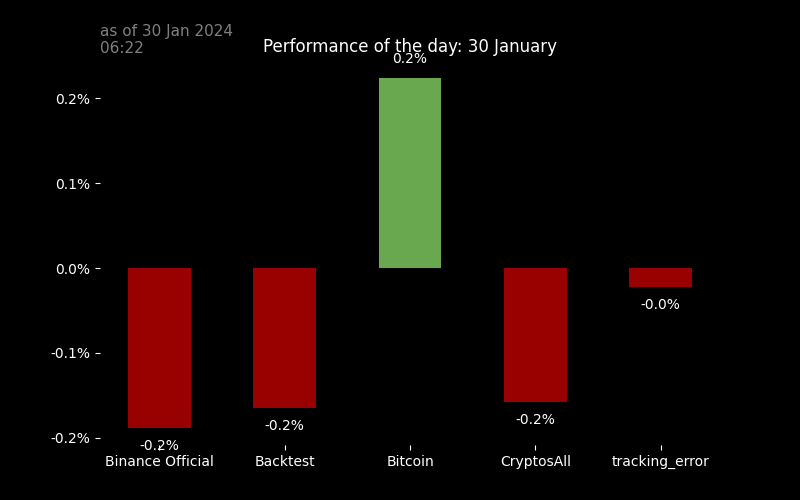 as of 30 Jan 2024
06:22
Performance of the day: 30 January
0.2%
0.2%
0.1%
0.0%
-0.1%
-0.2%
-0.2%
-0.2%
-0.2%
-0.0%
Binance Official
Backtest
Bitcoin
CryptosAll
tracking_error